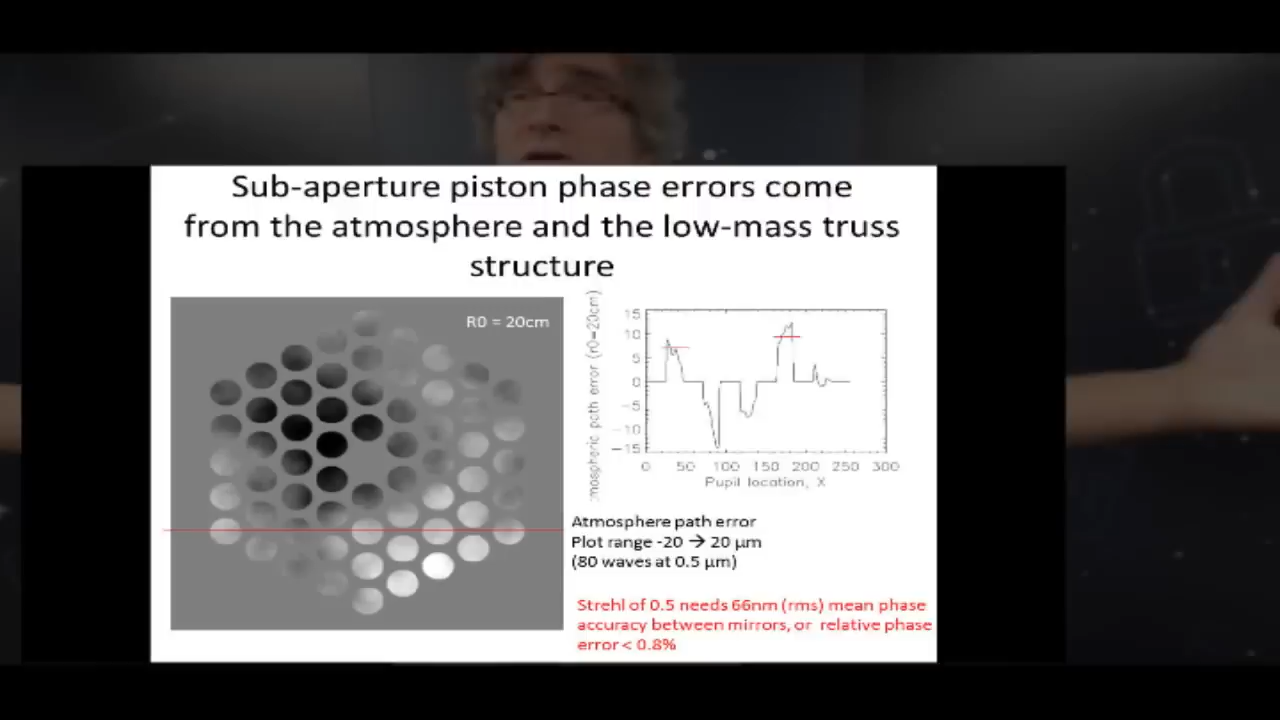 Sub-aperture piston phase errors come
from the atmosphere and the low-mass truss
structure
R0 = 20cm
mospheric path error (r0=20cm)
15
10
5
0
-5
-10
-15
0 50 100 150 200 250 300
Pupil location, X
Atmosphere path error
Plot range -20 → 20 µm
(80 waves at 0.5 µm)
Strehl of 0.5 needs 66nm (rms) mean phase
accuracy between mirrors, or relative phase
error < 0.8%